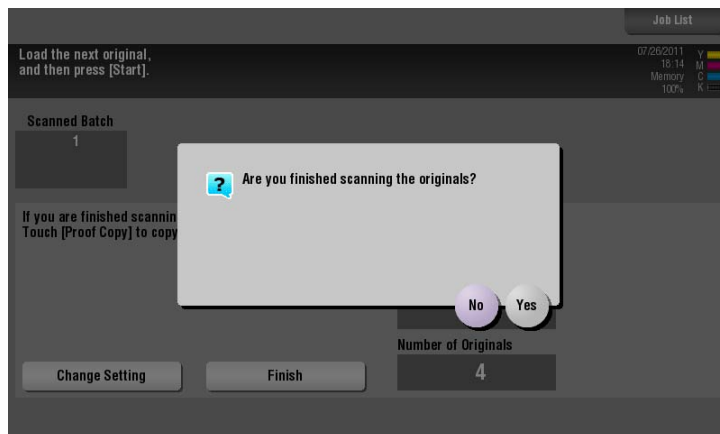 Job List
Load the next original,
and then press [Start].
07/26/2011
18:14
Memory
100%
Y
M
C
K
Scanned Batch
1
? Are you finished scanning the originals?
If you are finished scannin
Touch [Proof Copy] to copy
No
Yes
Number of Originals
4
Change Setting
Finish